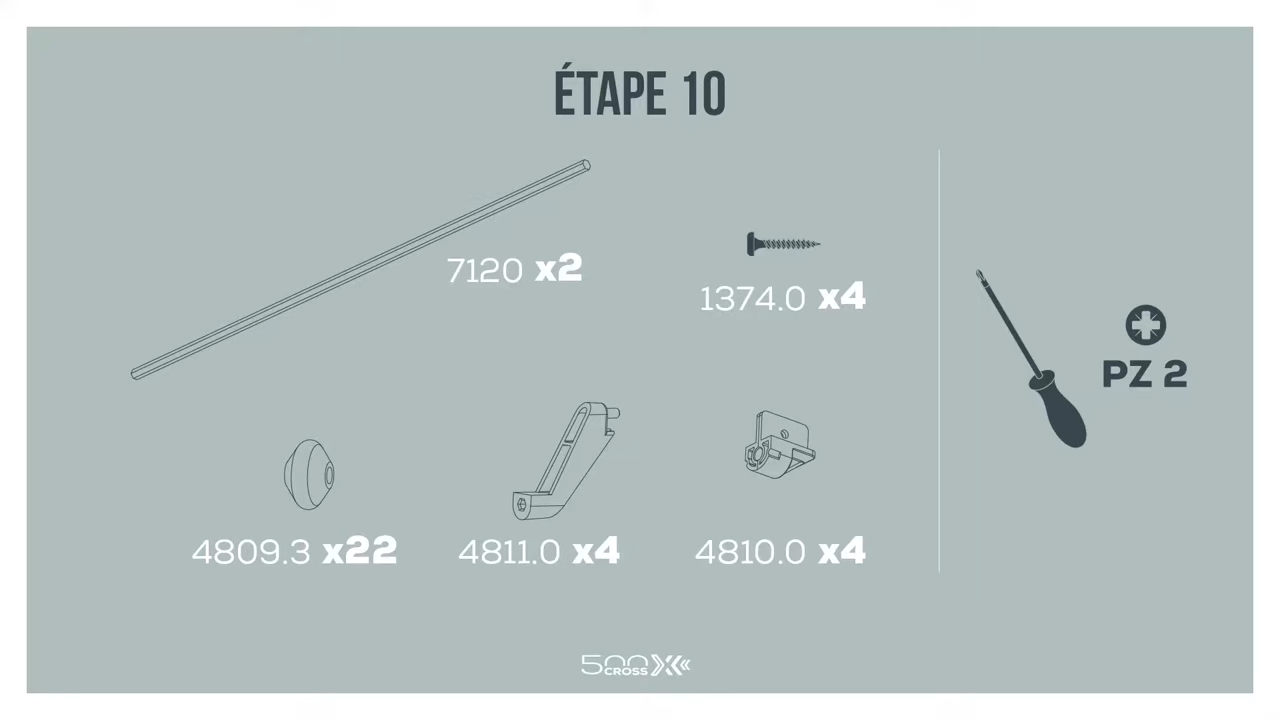 ÉTAPE 10
7120 x2
1374.0 x4
PZ 2
4809.3 x22
4811.0 x4
4810.0 x4
500 CROSS